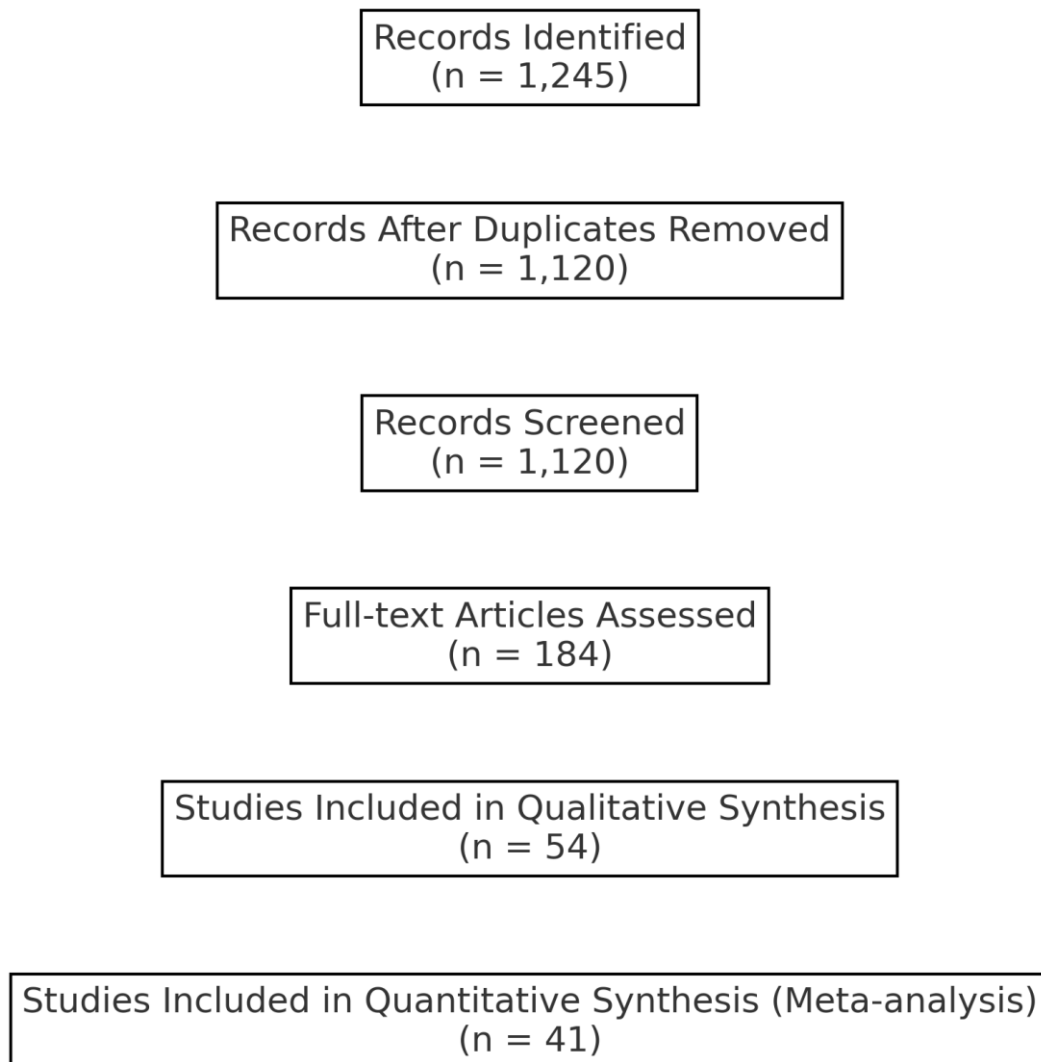 Records Identified
(n = 1,245)
Records After Duplicates Removed
(n = 1,120)
Records Screened
(n = 1,120)
Full-text Articles Assessed
(n = 184)
Studies Included in Qualitative Synthesis
(n = 54)
Studies Included in Quantitative Synthesis (Meta-analysis)
(n = 41)